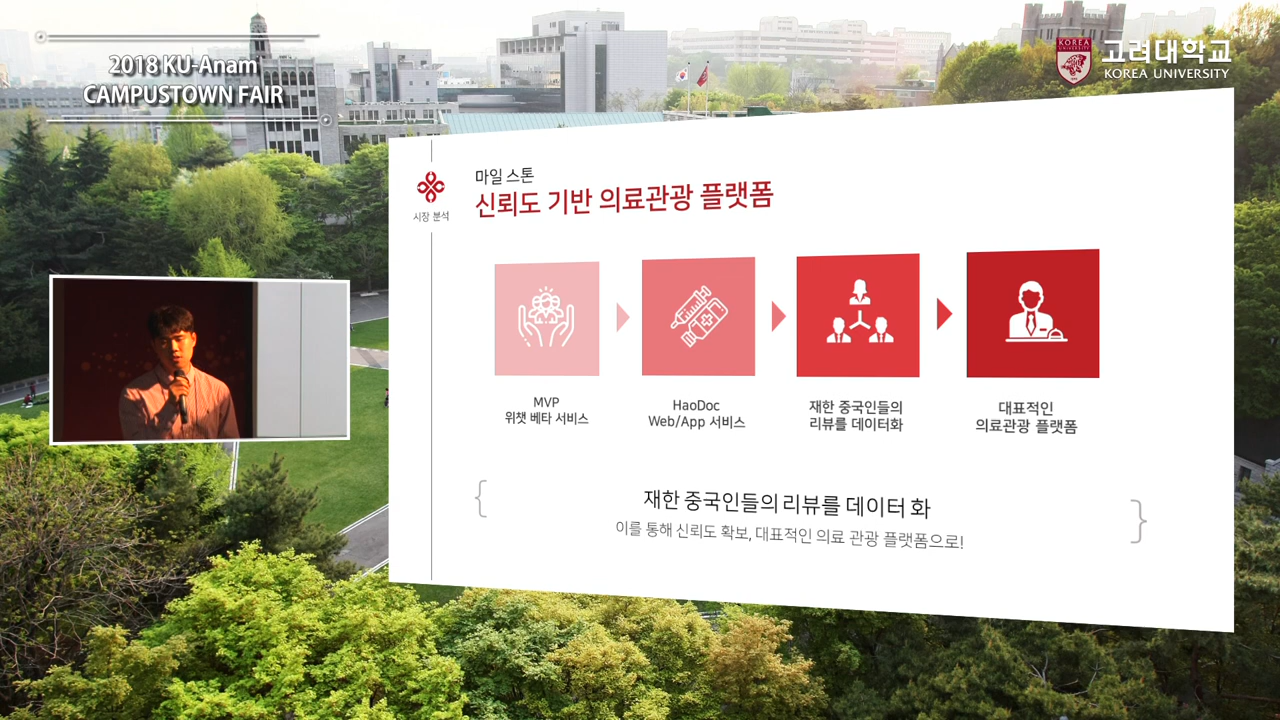 2018 KU-Anam
CAMPUSTOWN FAIR
KOREA
고려대학교
KOREA UNIVERSITY
시장 분석
마일 스톤
신뢰도 기반 의료관광 플랫폼
MVP
위챗 베타 서비스
HaoDoc
Web/App 서비스
재한 중국인들의
리뷰를 데이터화
대표적인
의료관광 플랫폼
재한 중국인들의 리뷰를 데이터 화
이를 통해 신뢰도 확보, 대표적인 의료 관광 플랫폼으로!